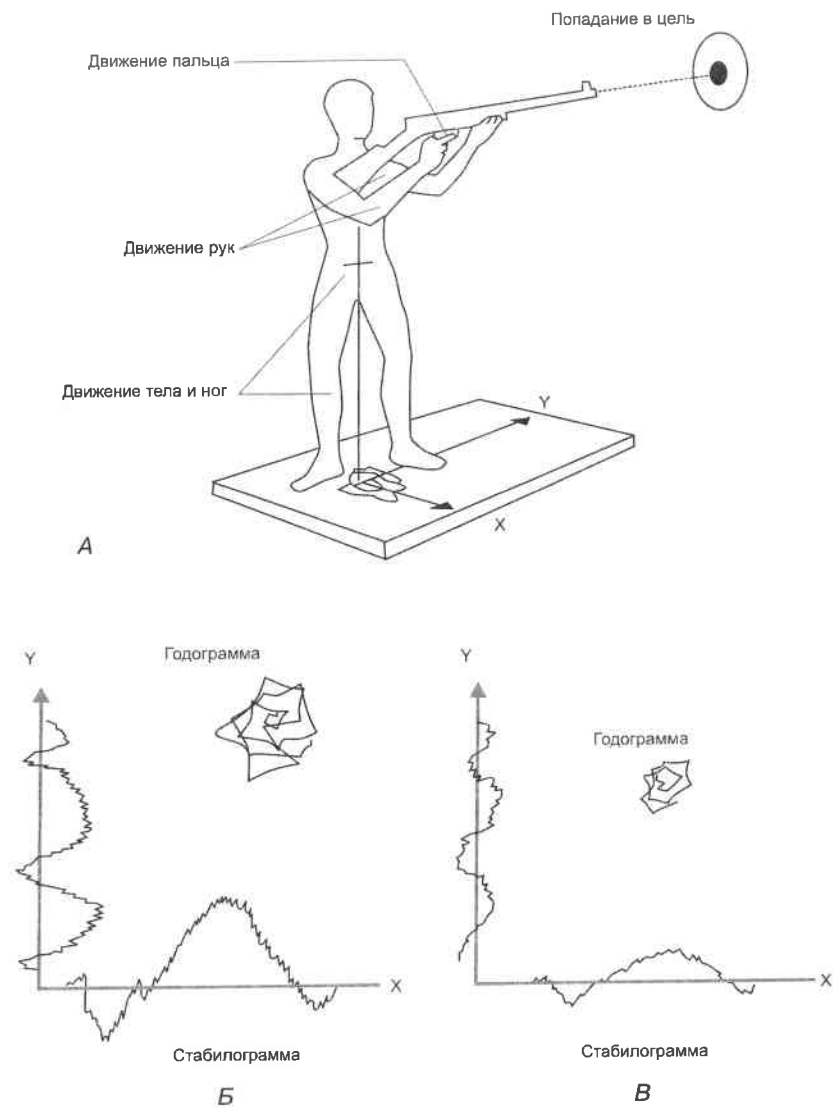 Попадание в цель
Движение пальца
Движение рук
Движение тела и ног
Y
X
А
Y
Годограмма
X
Стабилограмма
Б
Y
Годограмма
X
Стабилограмма
В